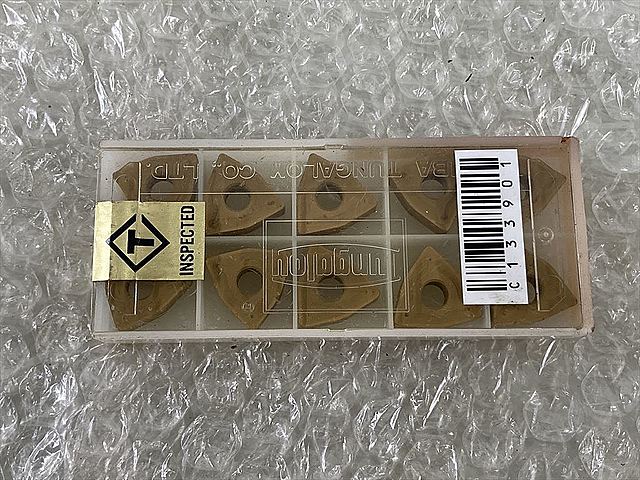 BA TUNGALOY CO., LTD.
Tungaloy
T
INSPECTED
C133901